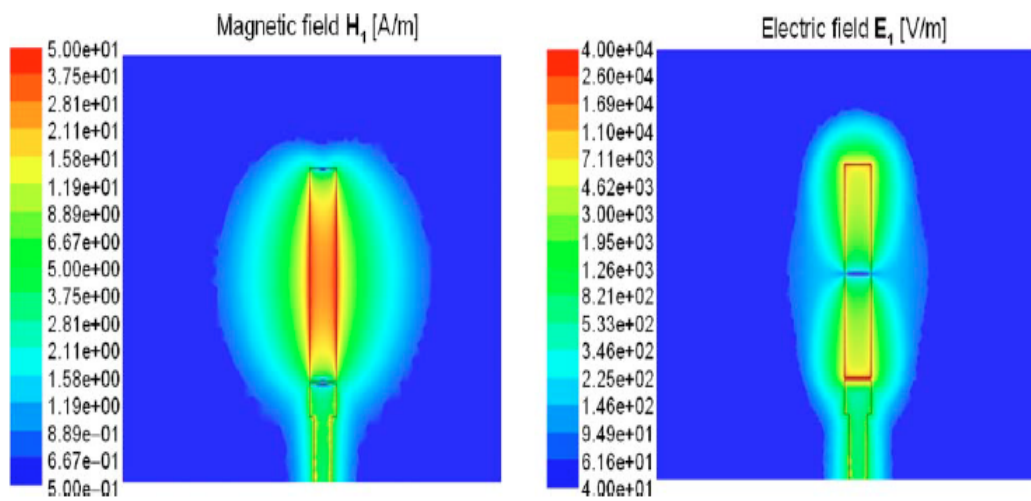 Magnetic field H₁ [A/m]
5.00e+01
3.75e+01
2.81e+01
2.11e+01
1.58e+01
1.19e+01
8.89e+00
6.67e+00
5.00e+00
3.75e+00
2.81e+00
2.11e+00
1.58e+00
1.19e+00
8.89e−01
6.67e−01
5.00e−01
Electric field E₁ [V/m]
4.00e+04
2.60e+04
1.69e+04
1.10e+04
7.11e+03
4.62e+03
3.00e+03
1.95e+03
1.26e+03
8.21e+02
5.33e+02
3.46e+02
2.25e+02
1.46e+02
9.49e+01
6.16e+01
4.00e+01